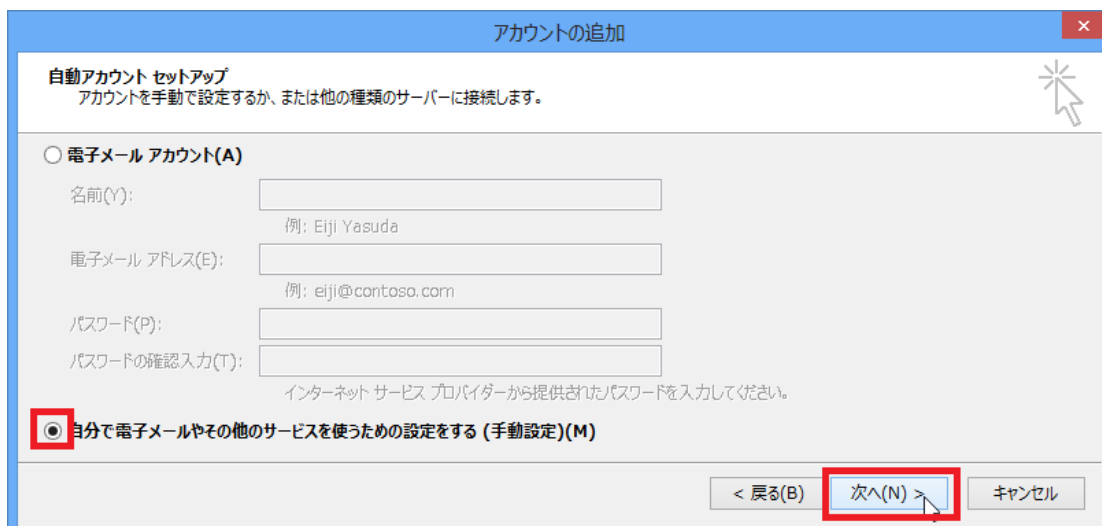 アカウントの追加
自動アカウント セットアップ
アカウントを手動で設定するか、または他の種類のサーバーに接続します。
電子メール アカウント(A)
名前(Y):
例: Eiji Yasuda
電子メール アドレス(E):
例: eiji@contoso.com
パスワード(P):
パスワードの確認入力(T):
インターネット サービス プロバイダーから提供されたパスワードを入力してください。
自分で電子メールやその他のサービスを使うための設定をする (手動設定)(M)
< 戻る(B) 次へ(N) > キャンセル